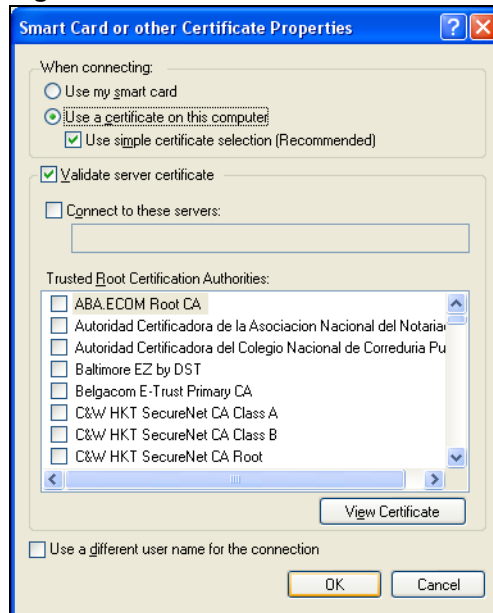 Smart Card or other Certificate Properties
When connecting:
Use my smart card
Use a certificate on this computer
Use simple certificate selection (Recommended)
Validate server certificate
Connect to these servers:
Trusted Root Certification Authorities:
ABA.ECOM Root CA
Autoridad Certificadora de la Asociacion Nacional del Notaria
Autoridad Certificadora del Colegio Nacional de Correduria Pu
Baltimore EZ by DST
Belgacom E-Trust Primary CA
C&W HKT SecureNet CA Class A
C&W HKT SecureNet CA Class B
C&W HKT SecureNet CA Root
View Certificate
Use a different user name for the connection
OK Cancel